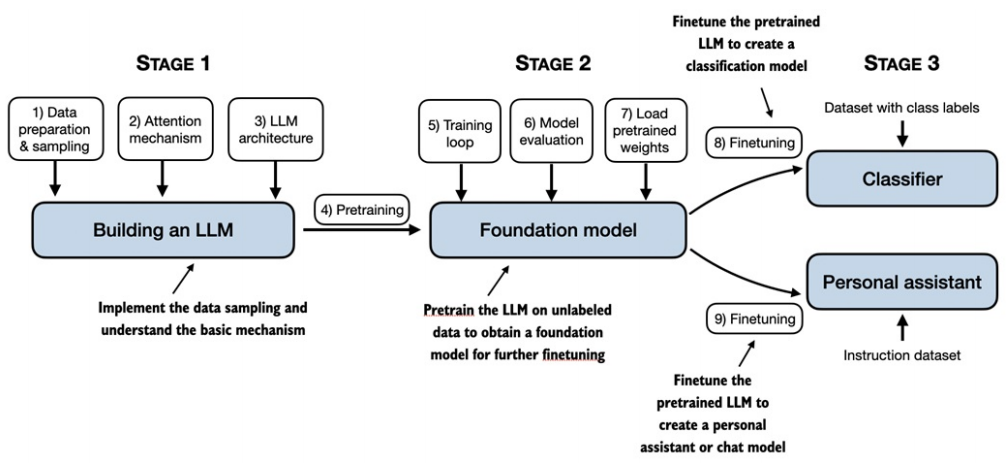 Finetune the pretrained
LLM to create a
classification model
STAGE 1
STAGE 2
STAGE 3
1) Data
preparation
& sampling
2) Attention
mechanism
3) LLM
architecture
5) Training
loop
6) Model
evaluation
7) Load
pretrained
weights
8) Finetuning
Dataset with class labels
Classifier
4) Pretraining
Building an LLM
Foundation model
Personal assistant
Implement the data sampling and
understand the basic mechanism
Pretrain the LLM on unlabeled
data to obtain a foundation
model for further finetuning
9) Finetuning
Instruction dataset
Finetune the
pretrained LLM to
create a personal
assistant or chat model